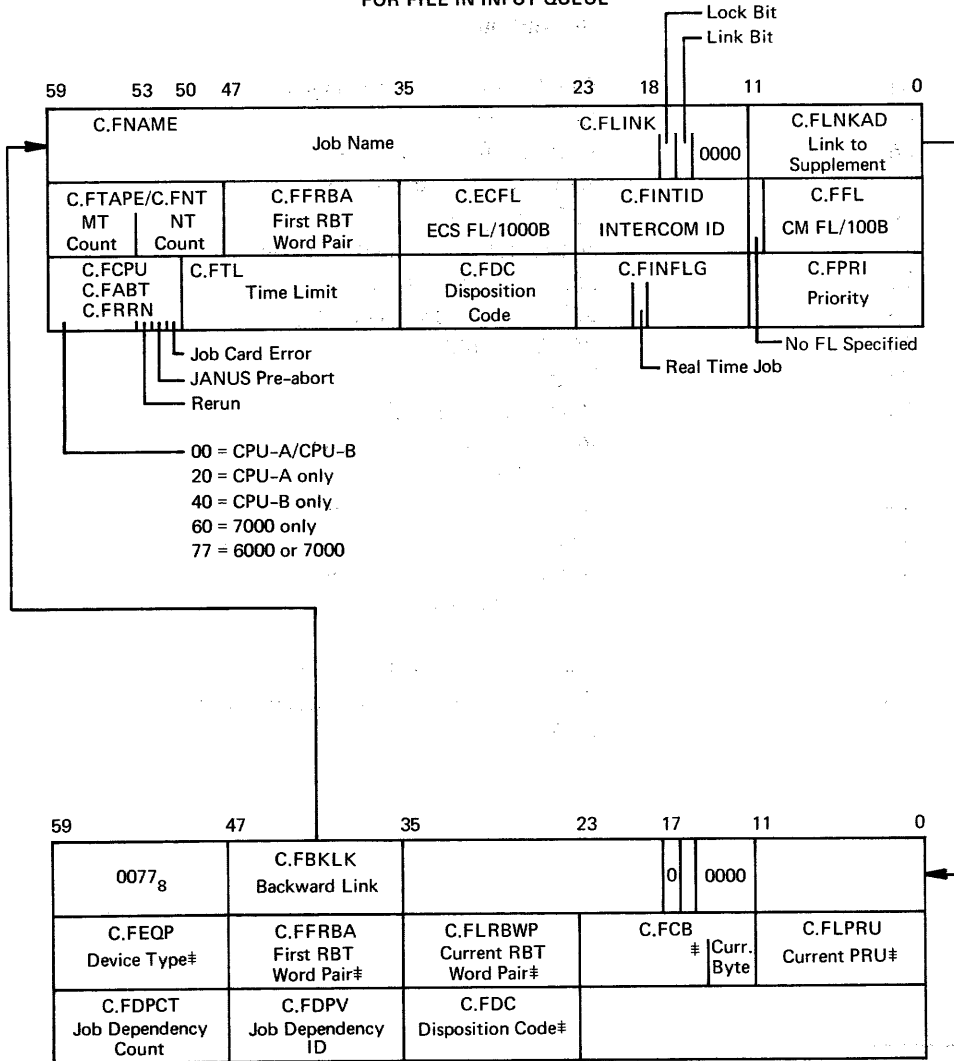 FOR FILE IN INPUT QUEUE
Lock Bit
Link Bit
59 53 50 47 35 23 18 11 0
C.FNAME
Job Name
C.FLINK
0000
C.FLNKAD
Link to
Supplement
C.FTAPE/C.FNT
MT
Count
NT
Count
C.FFRBA
First RBT
Word Pair
C.ECFL
ECS FL/1000B
C.FINTID
INTERCOM ID
C.FFL
CM FL/100B
C.FCPU
C.FABT
C.FRRN
C.FTL
Time Limit
C.FDC
Disposition
Code
C.FINFLG
C.FPRI
Priority
Job Card Error
JANUS Pre-abort
Rerun
Real Time Job
No FL Specified
00 = CPU-A/CPU-B
20 = CPU-A only
40 = CPU-B only
60 = 7000 only
77 = 6000 or 7000
59 47 35 23 17 11 0
0077₈
C.FBKLK
Backward Link
0
0000
C.FEQP
Device Type‡
C.FFRBA
First RBT
Word Pair‡
C.FLRBWP
Current RBT
Word Pair‡
C.FCB
‡
Curr.
Byte
C.FLPRU
Current PRU‡
C.FDPCT
Job Dependency
Count
C.FDPV
Job Dependency
ID
C.FDC
Disposition Code‡